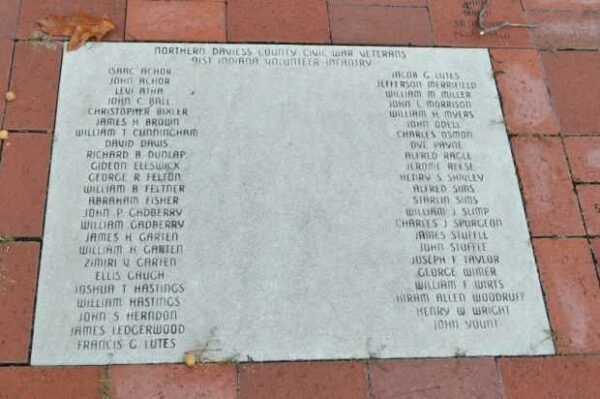 NORTHERN DAVIESS COUNTY CIVIL WAR VETERANS
91ST INDIANA VOLUNTEER INFANTRY
ISAAC ACHOR
JOHN ACHOR
LEVI ATHA
JOHN C BALL
CHRISTOPHER BIXLER
JAMES H BROWN
WILLIAM T CUNNINGHAM
DAVID DAVIS
RICHARD B DUNLAP
GIDEON ELLSWICK
GEORGE R FELTON
WILLIAM B FELTNER
ABRAHAM FISHER
JOHN P GADBERRY
WILLIAM GADBERRY
JAMES H GARTEN
WILLIAM H GARTEN
ZIMIRI V GARTEN
ELLIS GAUGH
JOSHUA T HASTINGS
WILLIAM HASTINGS
JOHN S HERNDON
JAMES LEDGERWOOD
FRANCIS G LUTES
JACOB G LUTES
JEFFERSON MERRIFIELD
WILLIAM M MILLER
JOHN L MORRISON
WILLIAM H MYERS
JOHN ODELL
CHARLES OSMON
DVE PAYNE
ALFRED RAGLE
JEROME REESE
HENRY S SHIVLEY
ALFRED SIMS
STARLIN SIMS
WILLIAM J SLIMP
CHARLES J SPURGEON
JAMES STUFFLE
JOHN STUFFLE
JOSEPH F TAYLOR
GEORGE WIMER
WILLIAM F WIRTS
HIRAM ALLEN WOODRUFF
HENRY W WRIGHT
JOHN YOUNT